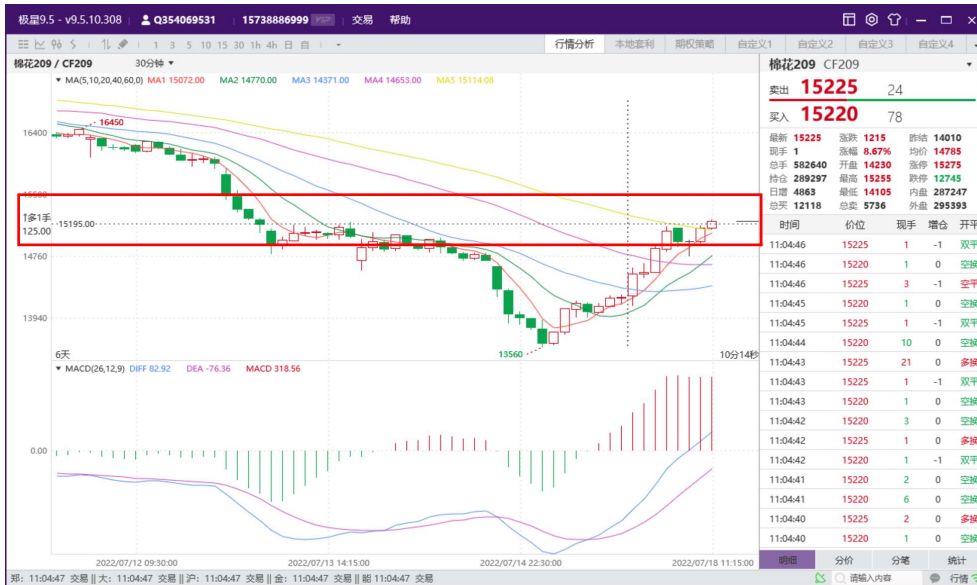 极星9.5 - v9.5.10.308 Q354069531 15738886999 VSP 交易 帮助
1 3 5 10 15 30 1h 4h 日 自 行情分析 本地套利 期权策略 自定义1 自定义2 自定义3 自定义4
棉花209 / CF209 30分钟
MA(5,10,20,40,60,0) MA1 15072.00 MA2 14770.00 MA3 14371.00 MA4 14653.00 MA5 15114.08
16450
16400
多1手 15195.00
125.00
14760
13940
13560
6天 10分14秒
MACD(26,12,9) DIFF 82.92 DEA -76.36 MACD 318.56
0.00
2022/07/12 09:30:00 2022/07/13 14:15:00 2022/07/14 22:30:00 2022/07/18 11:15:00
棉花209 CF209
卖出 15225 24
买入 15220 78
最新 15225 涨跌 1215 昨结 14010
现手 1 涨幅 8.67% 均价 14785
总手 582640 开盘 14230 涨停 15275
持仓 289297 最高 15255 跌停 12745
日增 4863 最低 14105 内盘 287247
总买 12118 总卖 5736 外盘 295393
时间 价位 现手 增仓 开平
11:04:46 15225 1 -1 双平
11:04:46 15220 1 0 空换
11:04:46 15225 3 -1 空平
11:04:45 15220 1 0 空换
11:04:45 15225 1 -1 双平
11:04:44 15220 10 0 空换
11:04:43 15225 21 0 多换
11:04:43 15225 1 -1 双平
11:04:43 15220 1 0 空换
11:04:42 15220 3 0 空换
11:04:42 15225 1 0 多换
11:04:42 15220 1 -1 双平
11:04:41 15220 2 0 空换
11:04:41 15220 6 0 空换
11:04:40 15225 2 0 多换
11:04:40 15220 1 0 空换
明细 分价 分笔 统计
郑: 11:04:47 交易 || 大: 11:04:47 交易 || 沪: 11:04:47 交易 || 金: 11:04:47 交易 || 能 11:04:47 交易 请输入内容 行情